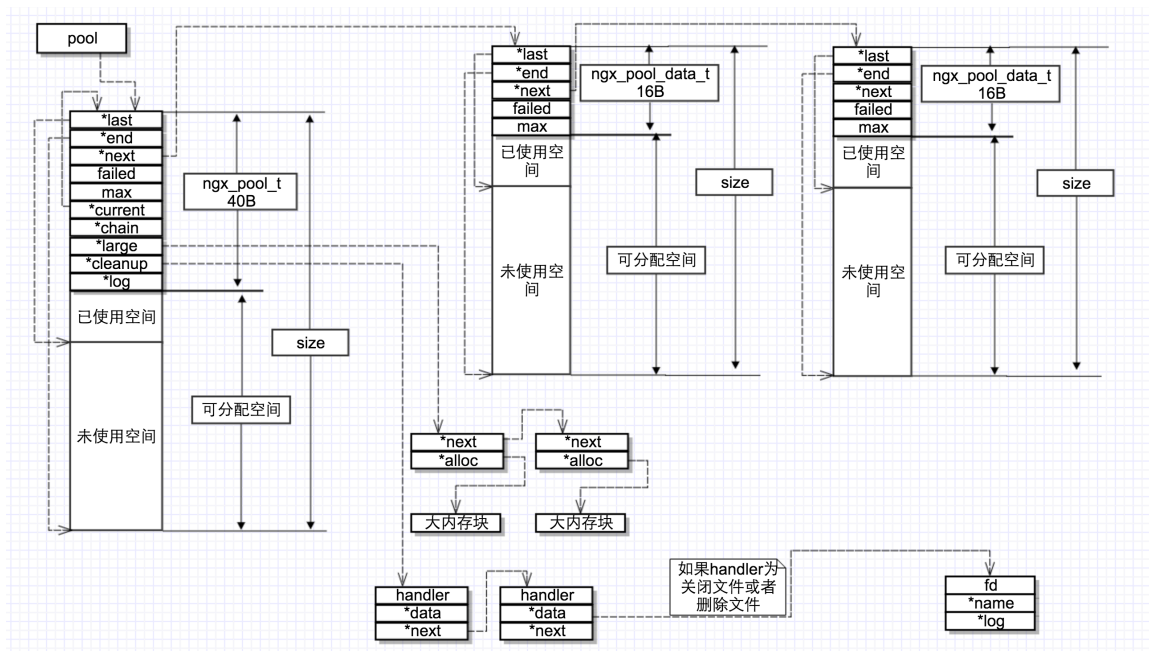 pool
*last
*end
*next
failed
max
*current
*chain
*large
*cleanup
*log
已使用空间
未使用空间
ngx_pool_t
40B
size
可分配空间
*last
*end
*next
failed
max
已使用空
间
未使用空
间
ngx_pool_data_t
16B
size
可分配空间
*last
*end
*next
failed
max
已使用空
间
未使用空
间
ngx_pool_data_t
16B
size
可分配空间
*next
*alloc
*next
*alloc
大内存块
大内存块
handler
*data
*next
handler
*data
*next
如果handler为
关闭文件或者
删除文件
fd
*name
*log